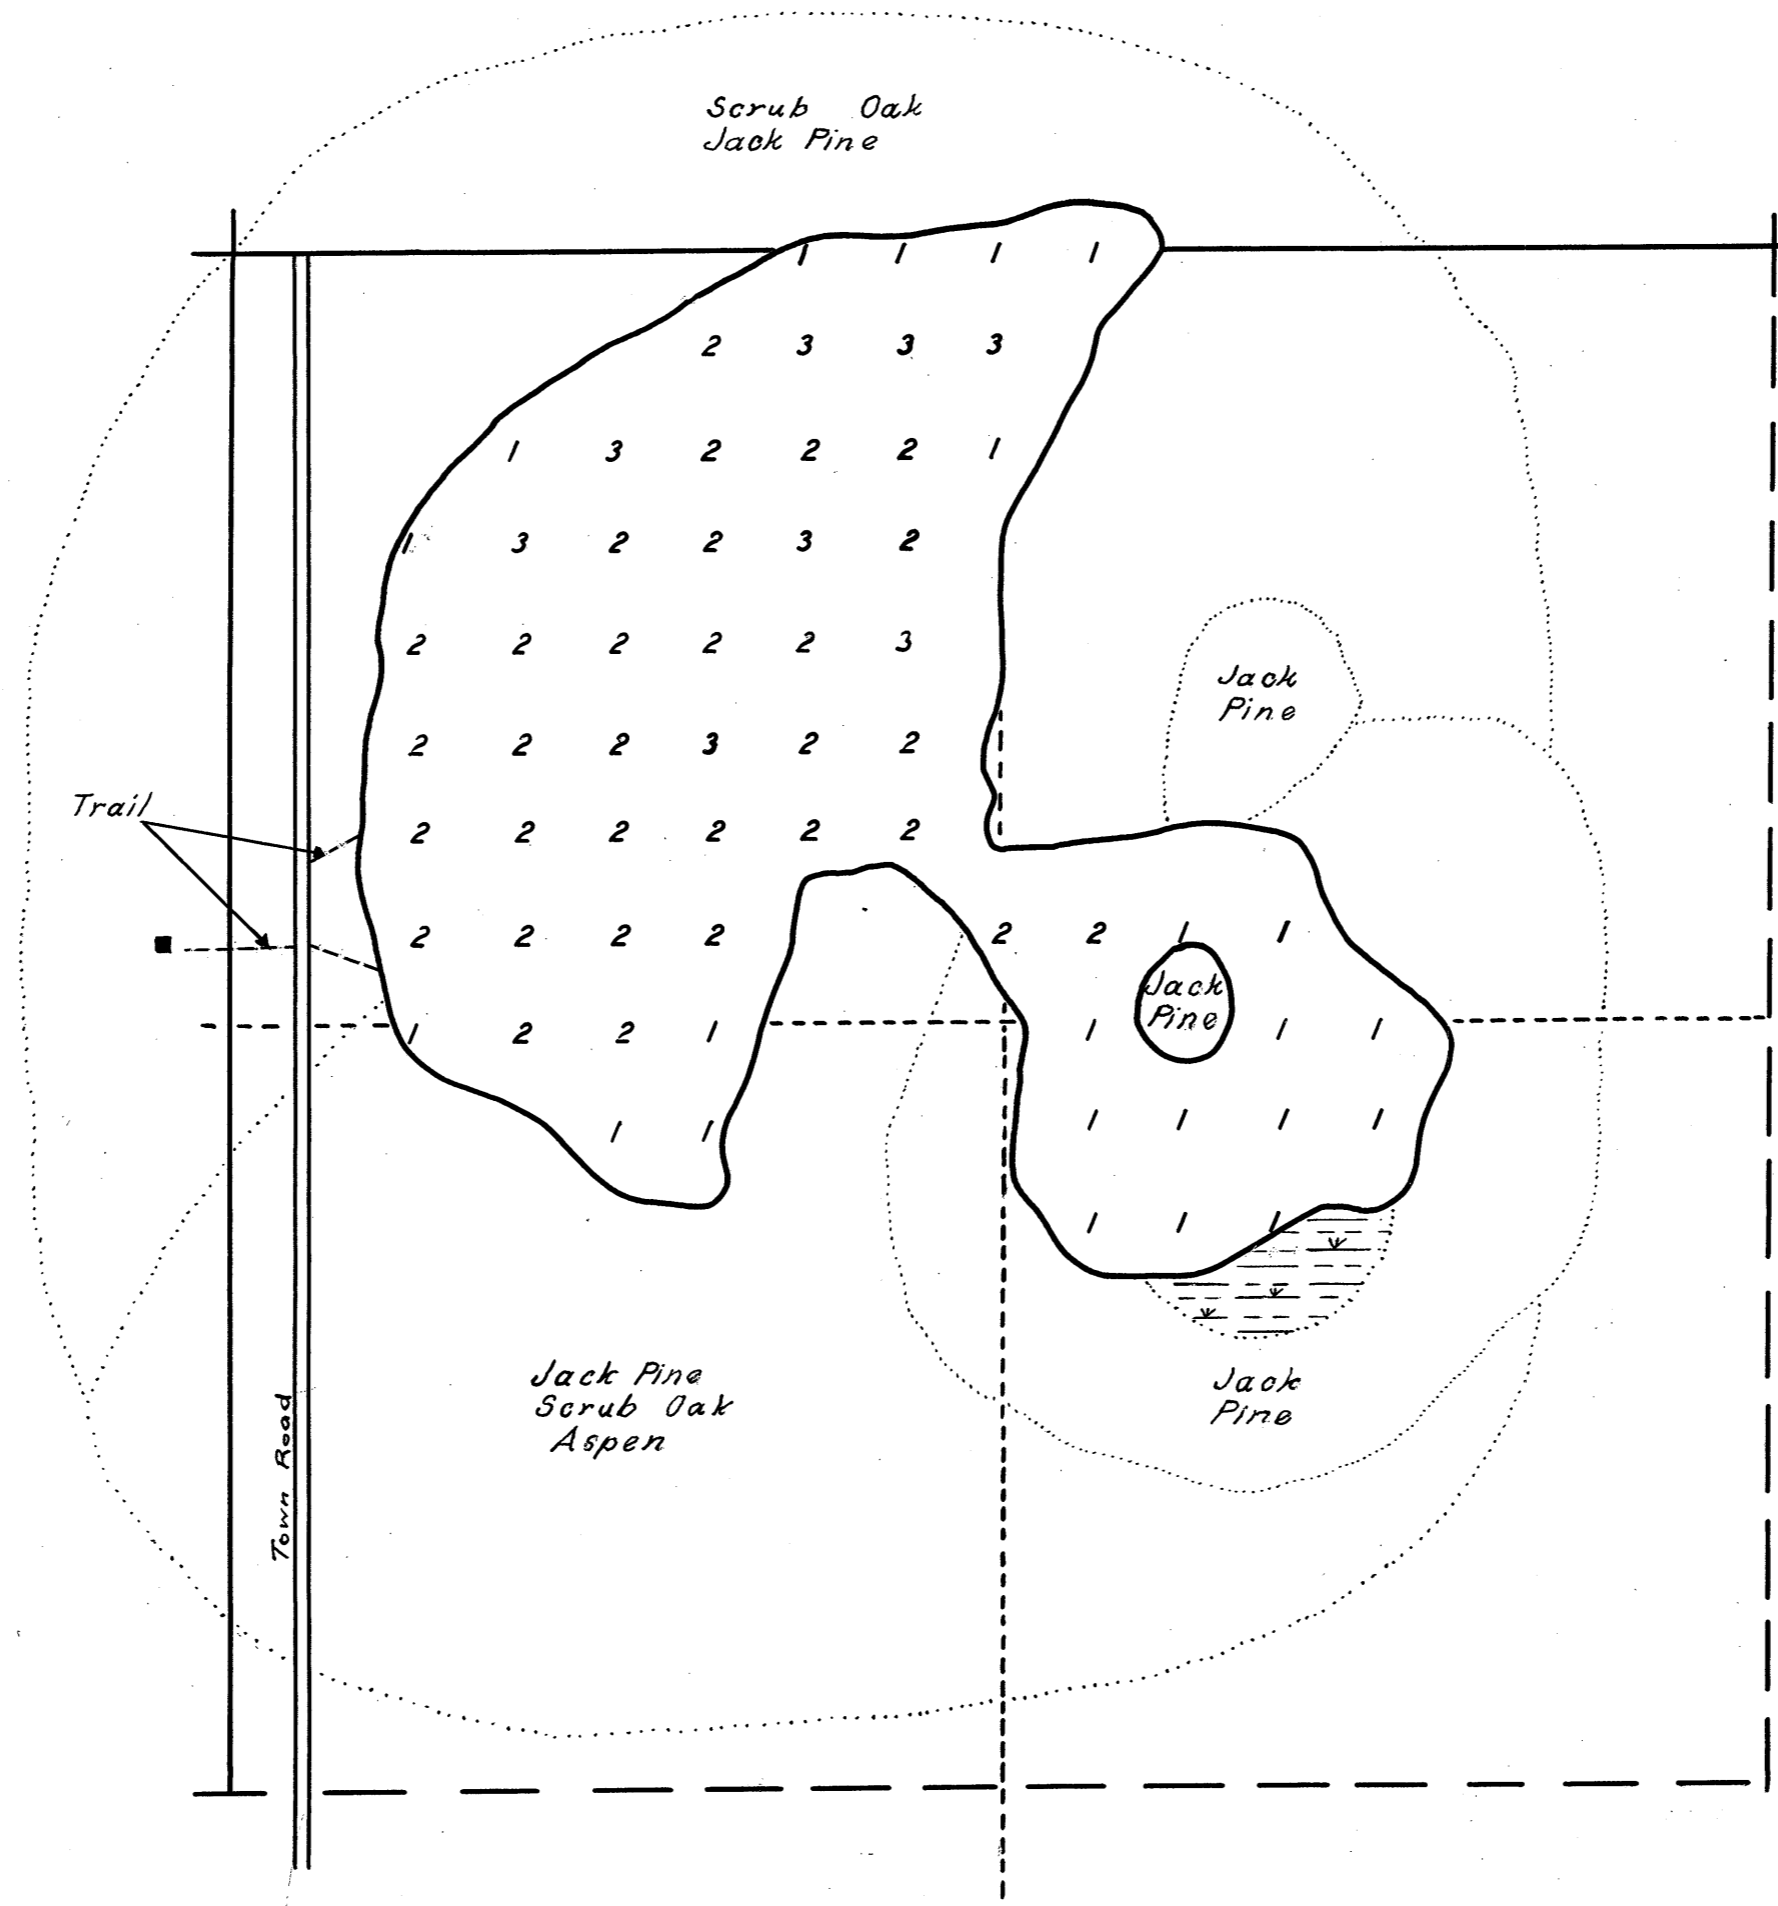 Scrub Oak
Jack Pine
1 1 1 1
2 3 3 3
1 3 2 2 2 1
1 3 2 2 3 2
2 2 2 2 2 3
Jack
Pine
2 2 2 3 2 2
Trail
2 2 2 2 2 2
2 2 2 2 2 2 1 1
Jack
Pine
1 2 2 1 1 1 1
1 1 1 1 1 1
1 1 1
Jack Pine
Scrub Oak
Aspen
Jack
Pine
Town Road